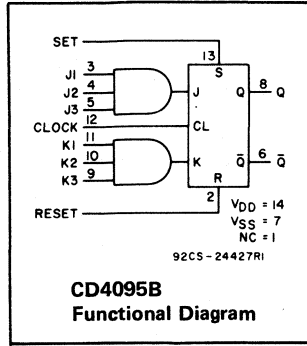 SET
13
S
J1 3
J2 4
J3 5
J
Q 8 Q
CLOCK 12
CL
K1 11
K2 10
K3 9
K
Q̅ 6 Q̅
R
2
RESET
VDD = 14
VSS = 7
NC = 1
92CS-24427R1
CD4095B
Functional Diagram